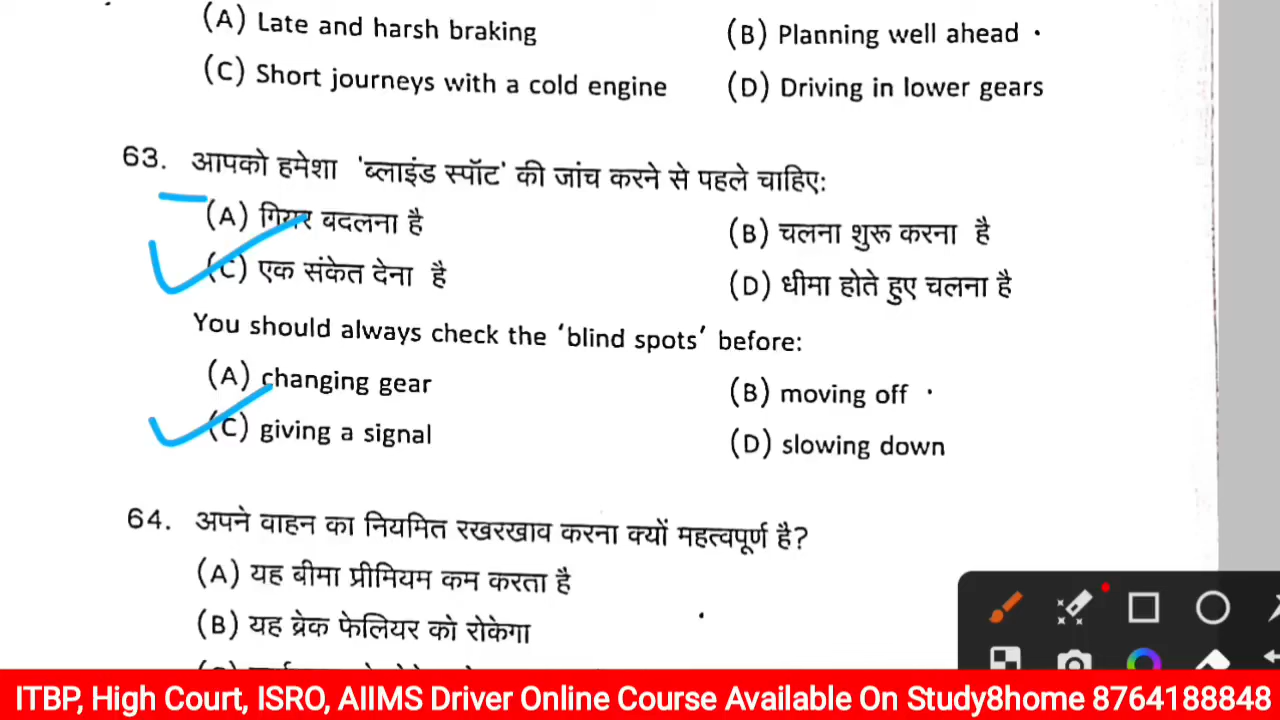 (A) Late and harsh braking (B) Planning well ahead
(C) Short journeys with a cold engine (D) Driving in lower gears
63. आपको हमेशा 'ब्लाइंड स्पॉट' की जांच करने से पहले चाहिए:
(A) गियर बदलना है (B) चलना शुरू करना है
(C) एक संकेत देना है (D) धीमा होते हुए चलना है
You should always check the 'blind spots' before:
(A) changing gear (B) moving off
(C) giving a signal (D) slowing down
64. अपने वाहन का नियमित रखरखाव करना क्यों महत्वपूर्ण है?
(A) यह बीमा प्रीमियम कम करता है
(B) यह ब्रेक फेलियर को रोकेगा
ITBP, High Court, ISRO, AIIMS Driver Online Course Available On Study8home 8764188848